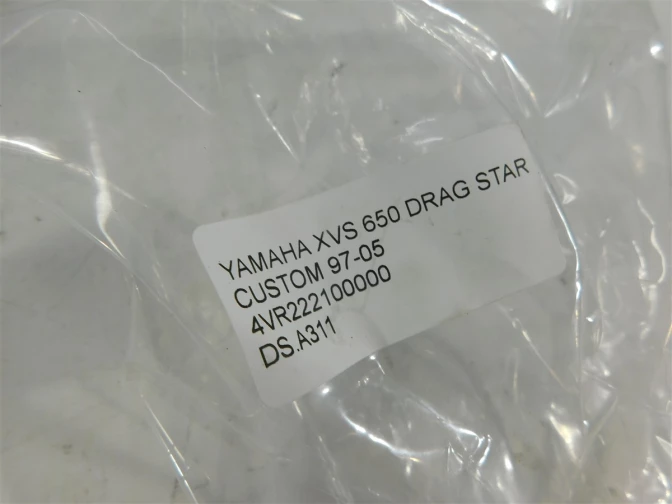 YAMAHA XVS 650 DRAG STAR
CUSTOM 97-05
4VR222100000
DS.A311